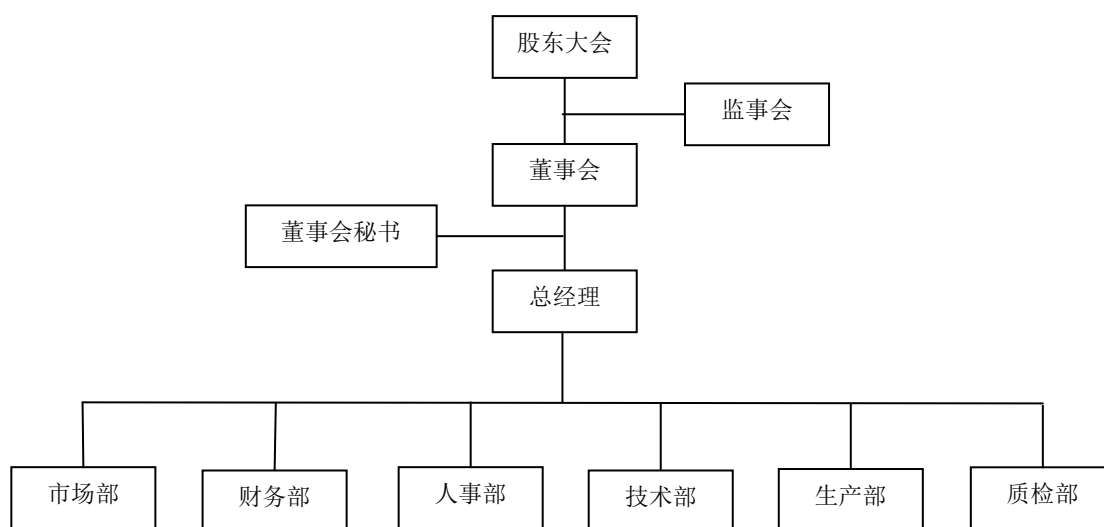 股东大会
监事会
董事会
董事会秘书
总经理
市场部
财务部
人事部
技术部
生产部
质检部